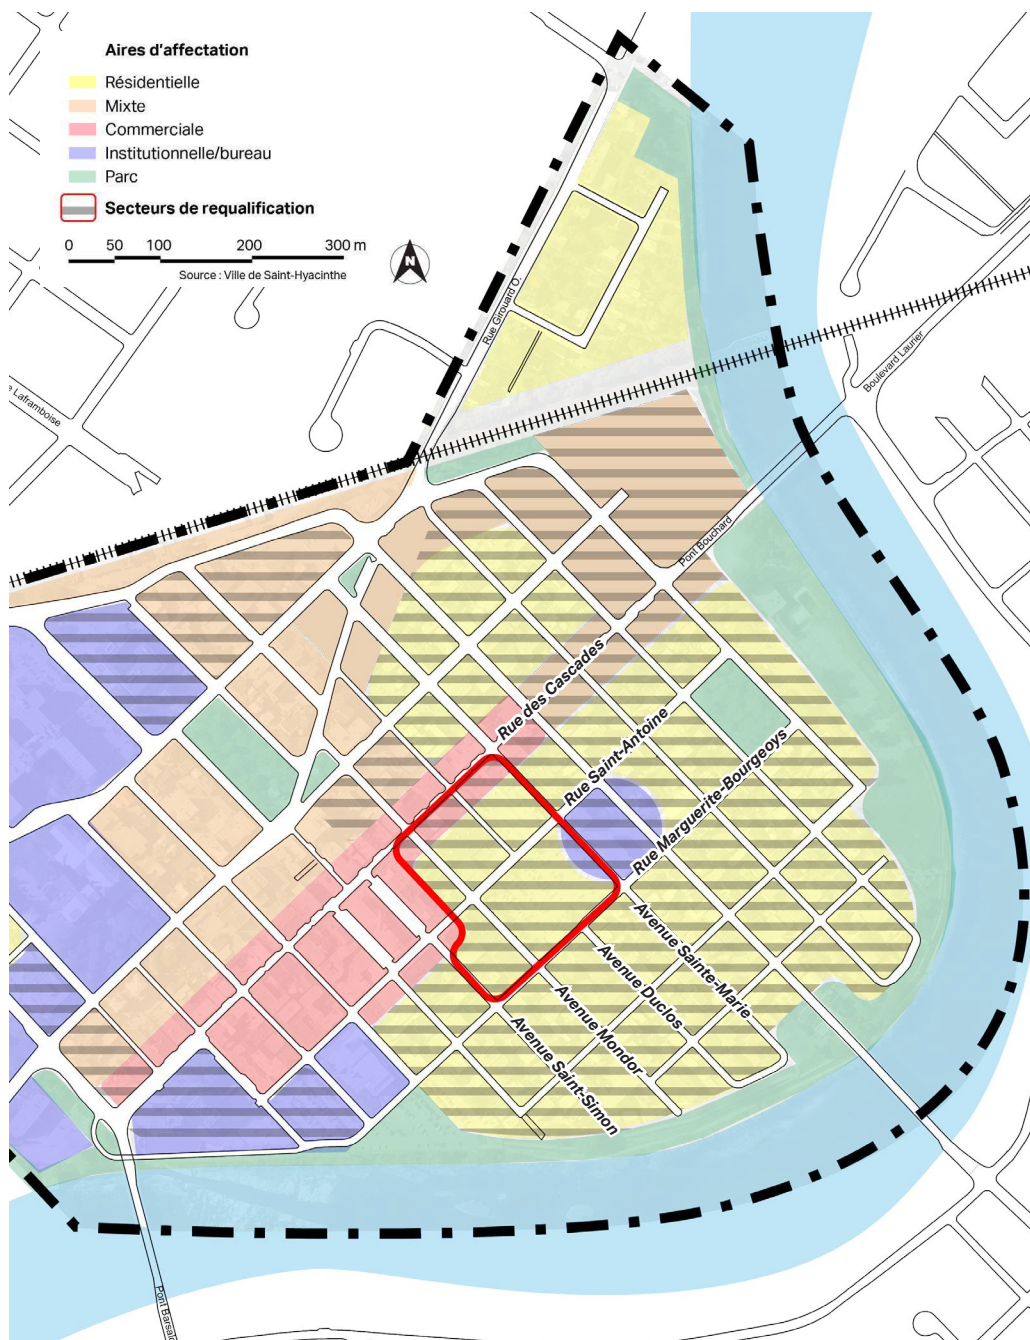 Aires d'affectation
Résidentielle
Mixte
Commerciale
Institutionnelle/bureau
Parc
Secteurs de requalification
0 50 100 200 300 m
Source : Ville de Saint-Hyacinthe
N
Rue Girouard O.
Boulevard Laurier
e Laframboise
Pont Bouchard
Rue des Cascades
Rue Saint-Antoine
Rue Marguerite-Bourgeoys
Avenue Sainte-Marie
Avenue Duclos
Avenue Mondor
Avenue Saint-Simon
Pont Barsalo